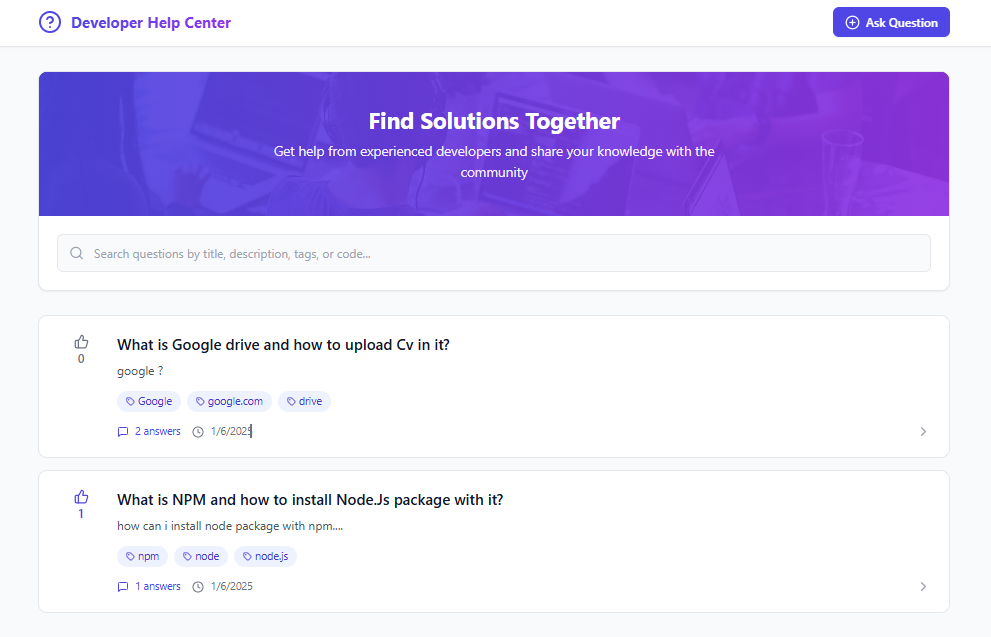 Developer Help Center
Ask Question
Find Solutions Together
Get help from experienced developers and share your knowledge with the
community
Search questions by title, description, tags, or code...
0
What is Google drive and how to upload Cv in it?
google ?
Google google.com drive
2 answers 1/6/2025
1
What is NPM and how to install Node.Js package with it?
how can i install node package with npm....
npm node node.js
1 answers 1/6/2025